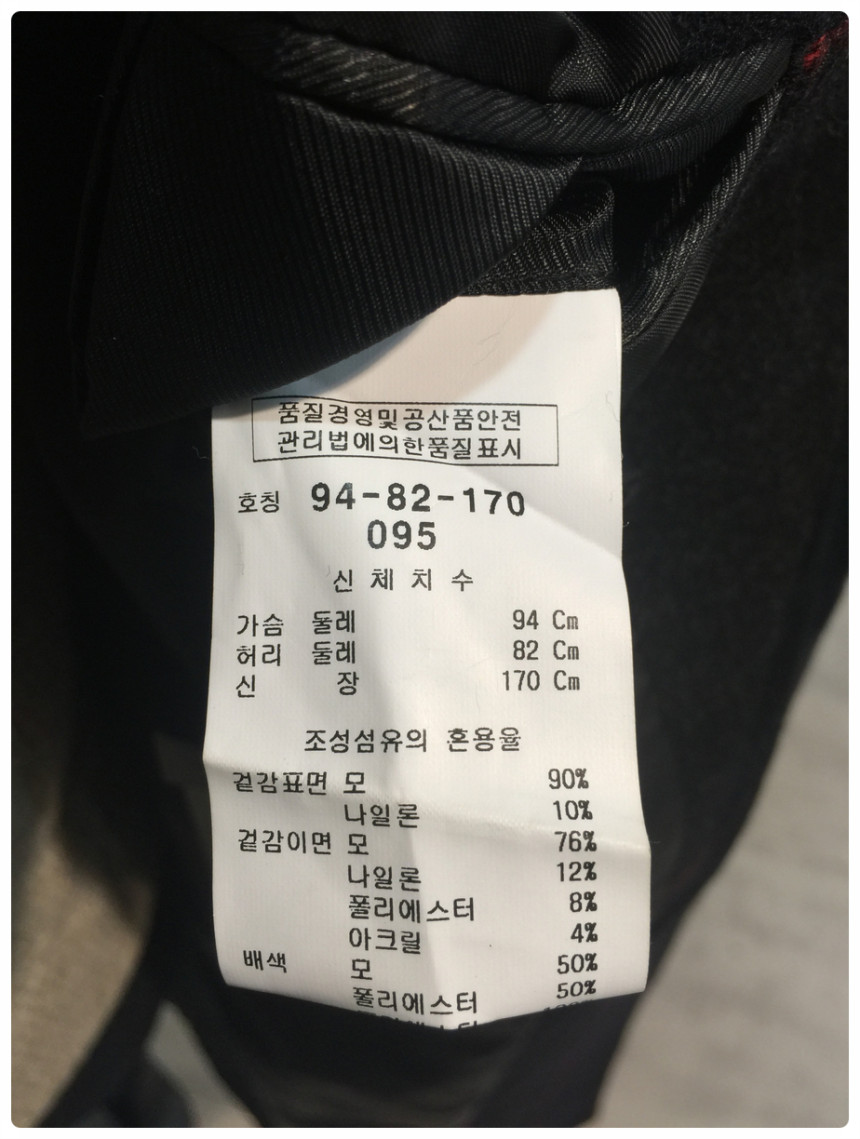 품질경영및공산품안전
관리법에의한품질표시
호칭 94-82-170
095
신 체 치 수
가슴 둘레 94 Cm
허리 둘레 82 Cm
신 장 170 Cm
조성섬유의 혼용율
겉감표면 모 90%
나일론 10%
겉감이면 모 76%
나일론 12%
폴리에스터 8%
아크릴 4%
배색 모 50%
폴리에스터 50%